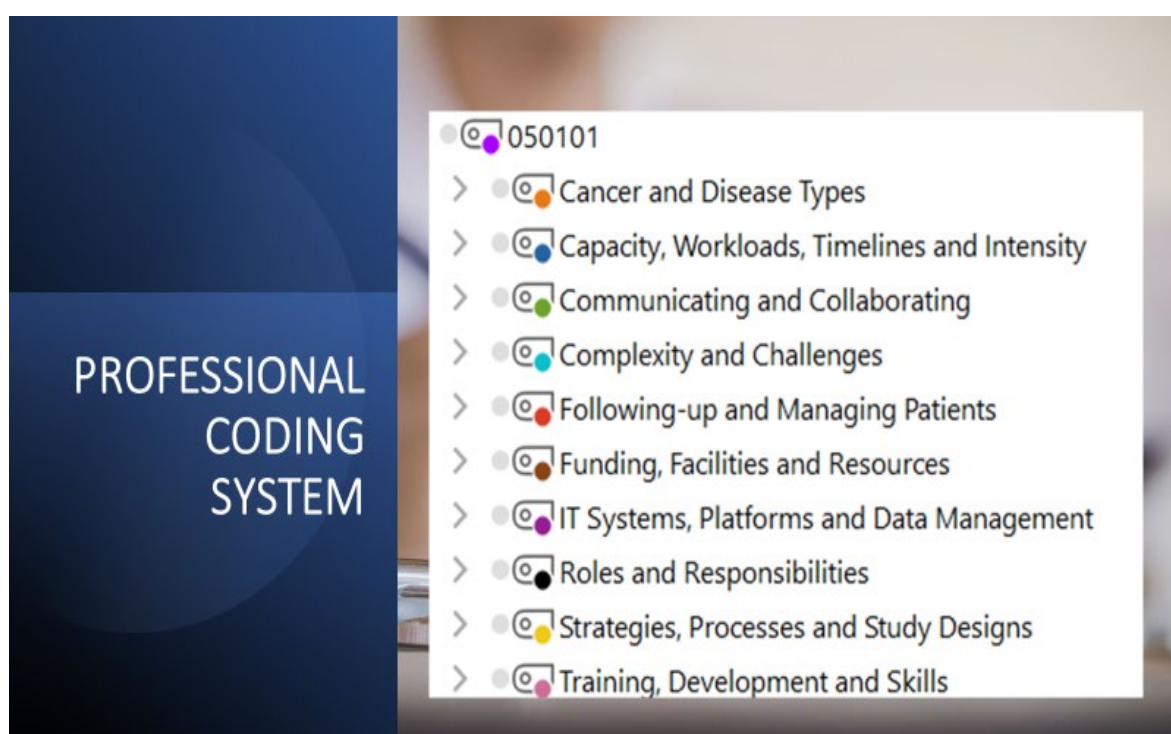 PROFESSIONAL
CODING
SYSTEM
050101
Cancer and Disease Types
Capacity, Workloads, Timelines and Intensity
Communicating and Collaborating
Complexity and Challenges
Following-up and Managing Patients
Funding, Facilities and Resources
IT Systems, Platforms and Data Management
Roles and Responsibilities
Strategies, Processes and Study Designs
Training, Development and Skills